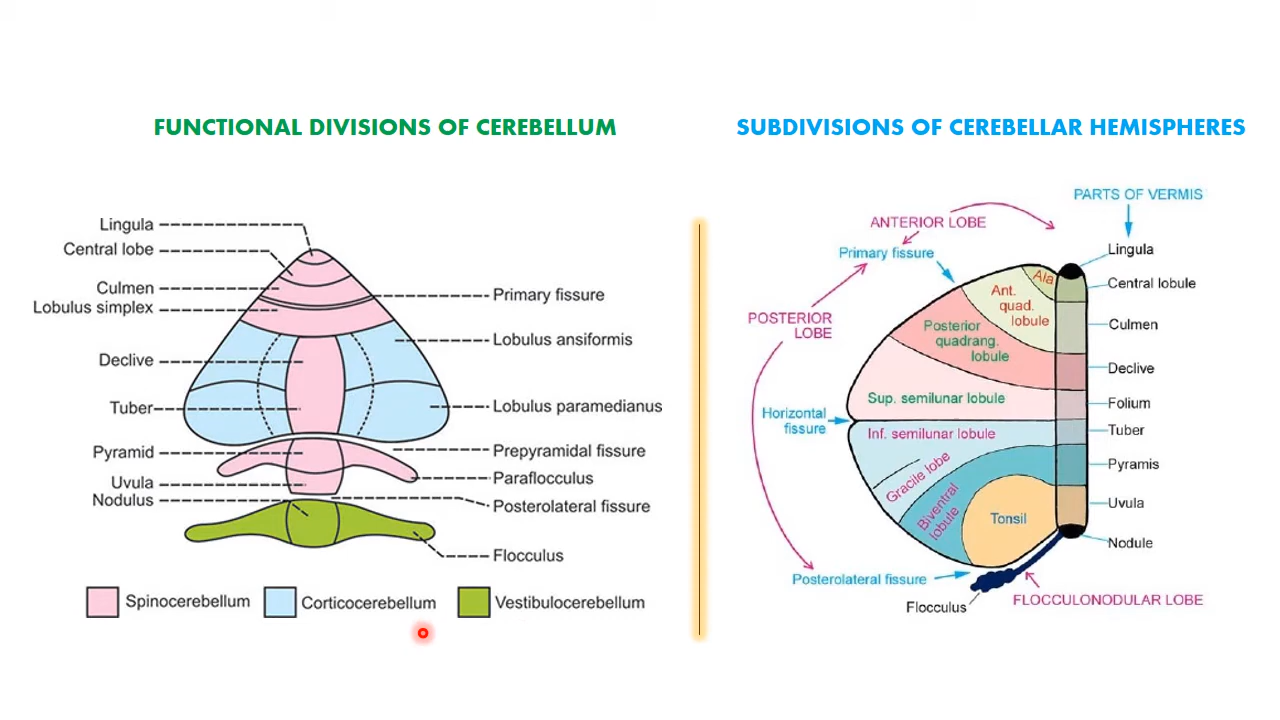 FUNCTIONAL DIVISIONS OF CEREBELLUM
Lingula
Central lobe
Culmen
Lobulus simplex
Declive
Tuber
Pyramid
Uvula
Nodulus
Primary fissure
Lobulus ansiformis
Lobulus paramedianus
Prepyramidal fissure
Paraflocculus
Posterolateral fissure
Flocculus
Spinocerebellum
Corticocerebellum
Vestibulocerebellum
SUBDIVISIONS OF CEREBELLAR HEMISPHERES
PARTS OF VERMIS
ANTERIOR LOBE
Primary fissure
POSTERIOR
LOBE
Horizontal
fissure
Posterolateral fissure
Flocculus
FLOCCULONODULAR LOBE
Ala
Ant.
quad.
lobule
Posterior
quadrang.
lobule
Sup. semilunar lobule
Inf. semilunar lobule
Gracile lobe
Biventral
lobule
Tonsil
Lingula
Central lobule
Culmen
Declive
Folium
Tuber
Pyramis
Uvula
Nodule